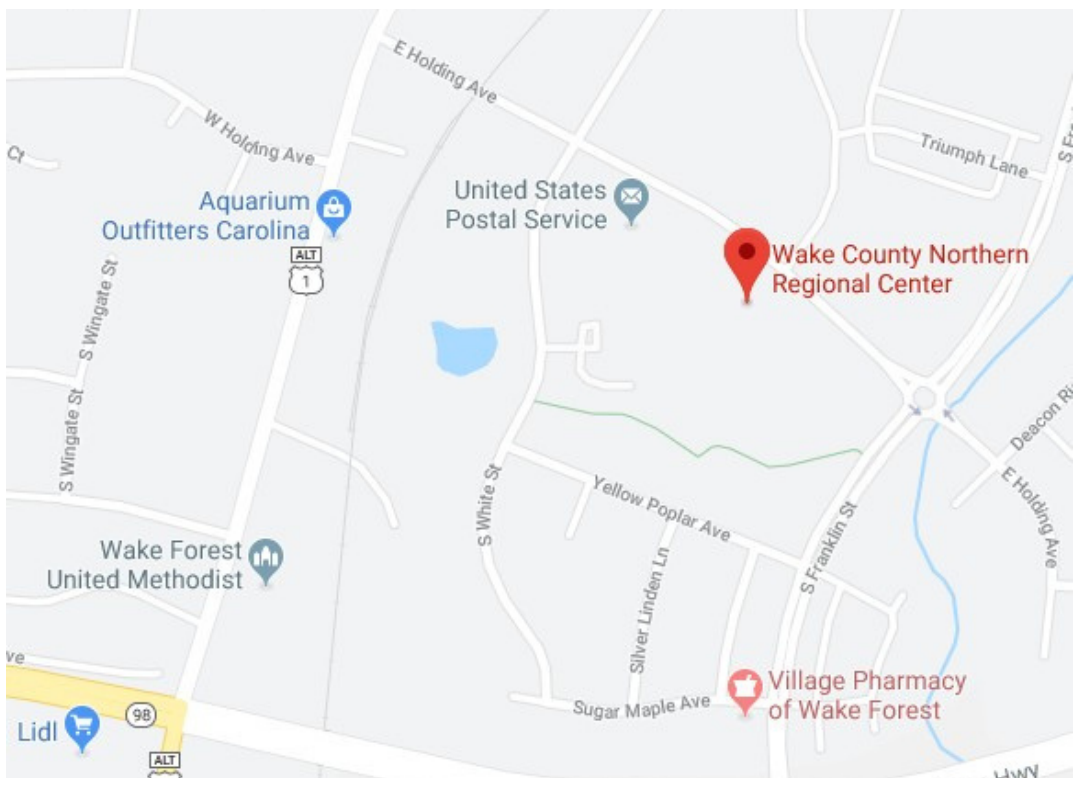 E Holding Ave
W Holding Ave
Ct
Triumph Lane
United States
Postal Service
Aquarium
Outfitters Carolina
ALT
1
Wake County Northern
Regional Center
S Wingate St
S Wingate St
Deacon Ri
E Holding Ave
Yellow Poplar Ave
S White St
S Franklin St
Silver Linden Ln
Wake Forest
United Methodist
ve
98
Lidl
ALT
Sugar Maple Ave
Village Pharmacy
of Wake Forest
Hwy